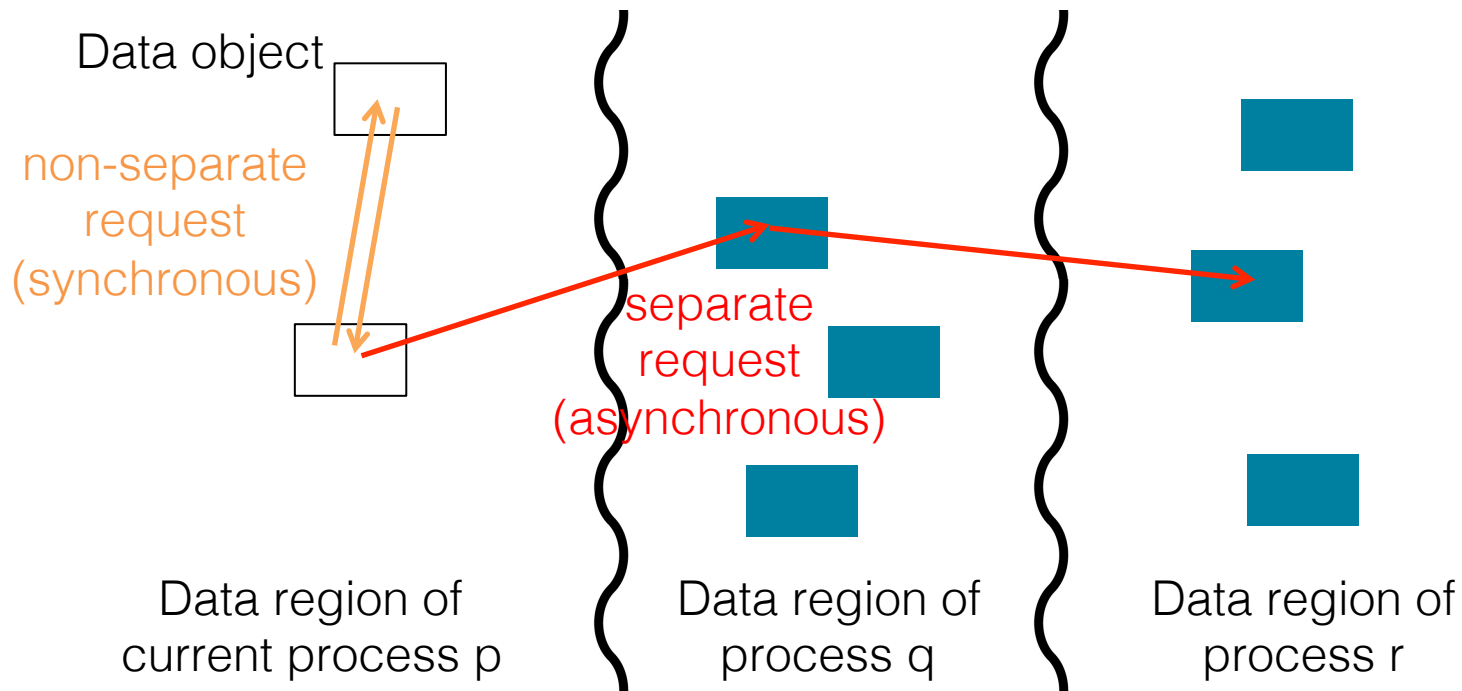 Data object
non-separate
request
(synchronous)
separate
request
(asynchronous)
Data region of
current process p
Data region of
process q
Data region of
process r